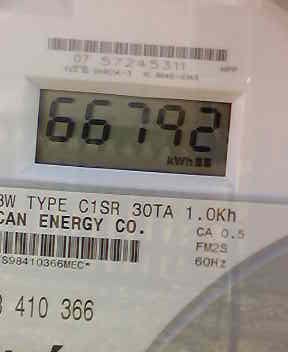 07 57245311
66792
kWh
3W TYPE C1SR 30TA 1.0Kh
CAN ENERGY CO.
CA 0.5
FM2S
60Hz
*S98410366MEC*
410 366